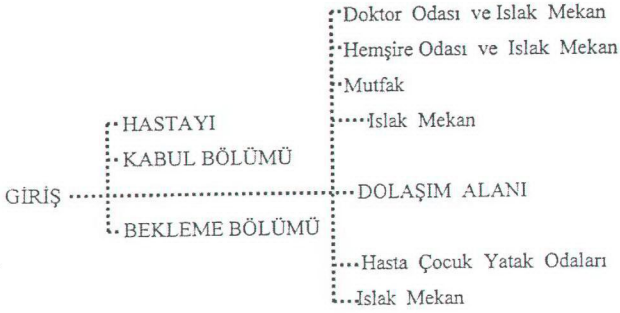 Doktor Odası ve Islak Mekan
Hemşire Odası ve Islak Mekan
Mutfak
Islak Mekan
HASTAYI
KABUL BÖLÜMÜ
GİRİŞ
DOLAŞIM ALANI
BEKLEME BÖLÜMÜ
Hasta Çocuk Yatak Odaları
Islak Mekan